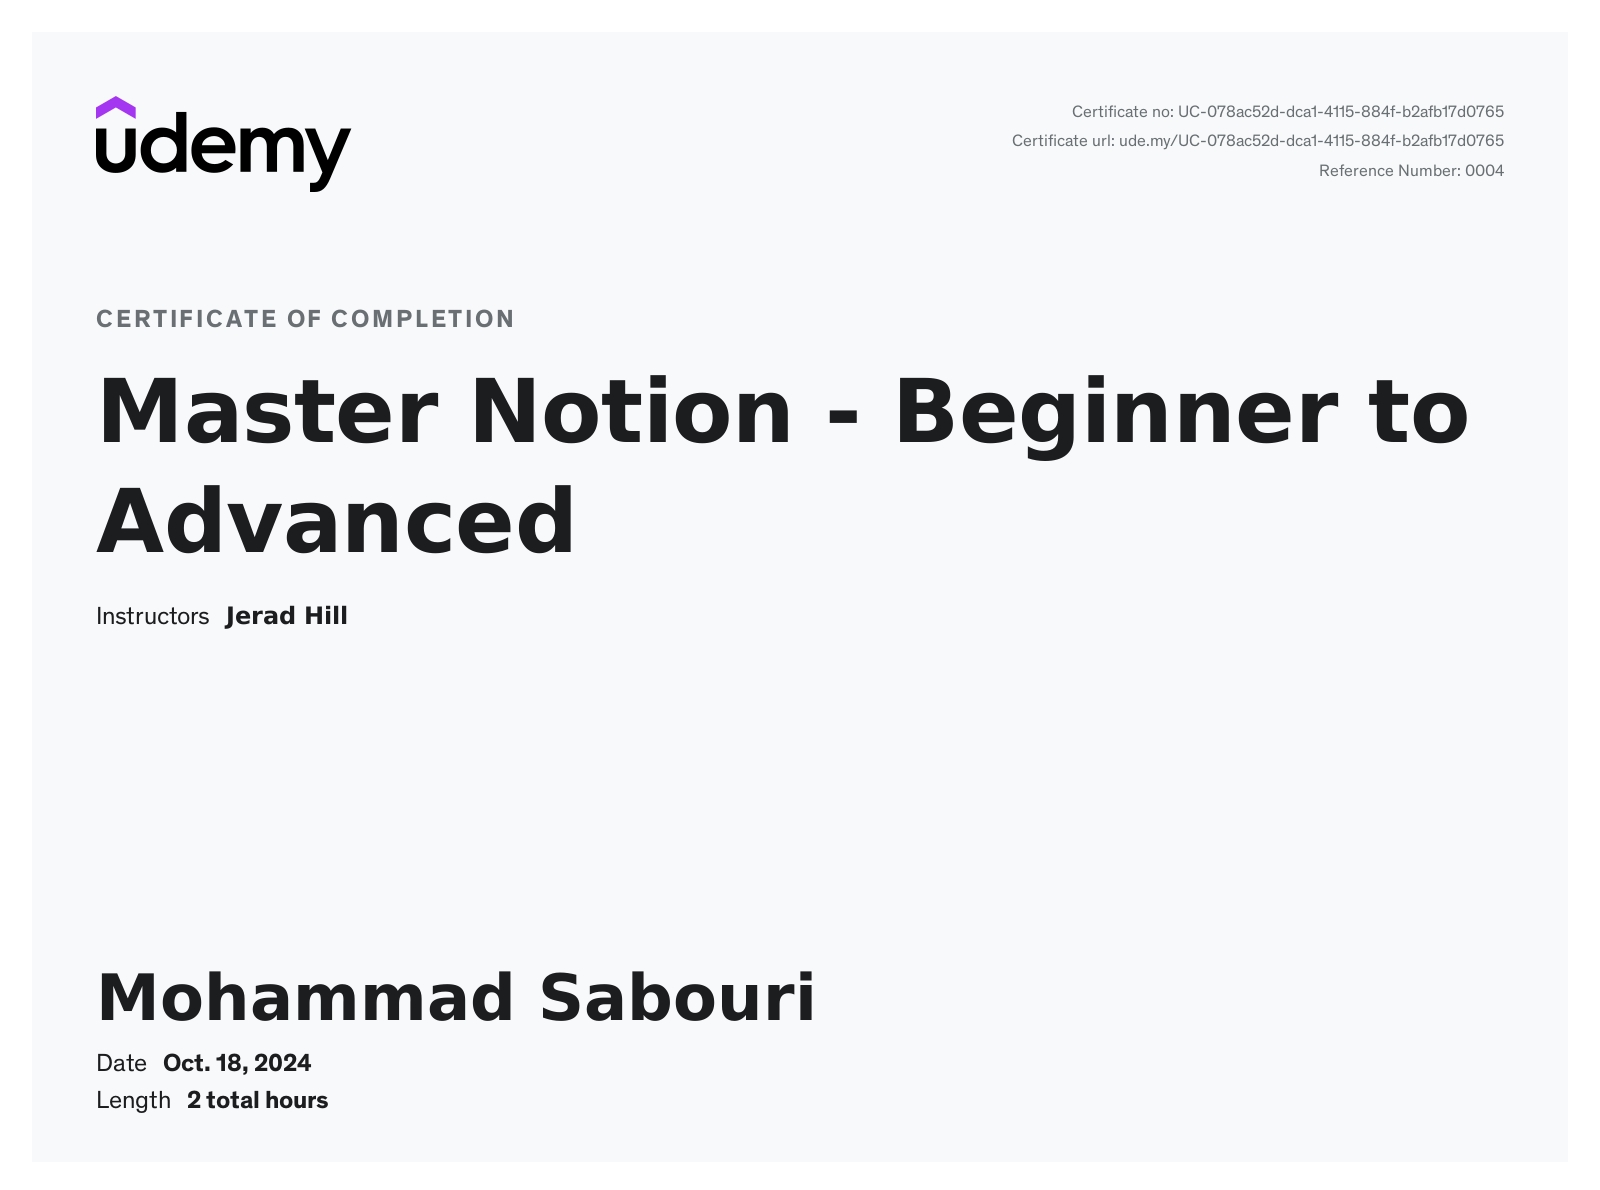 udemy
Certificate no: UC-078ac52d-dca1-4115-884f-b2afb17d0765
Certificate url: ude.my/UC-078ac52d-dca1-4115-884f-b2afb17d0765
Reference Number: 0004
CERTIFICATE OF COMPLETION
Master Notion - Beginner to
Advanced
Instructors Jerad Hill
Mohammad Sabouri
Date Oct. 18, 2024
Length 2 total hours